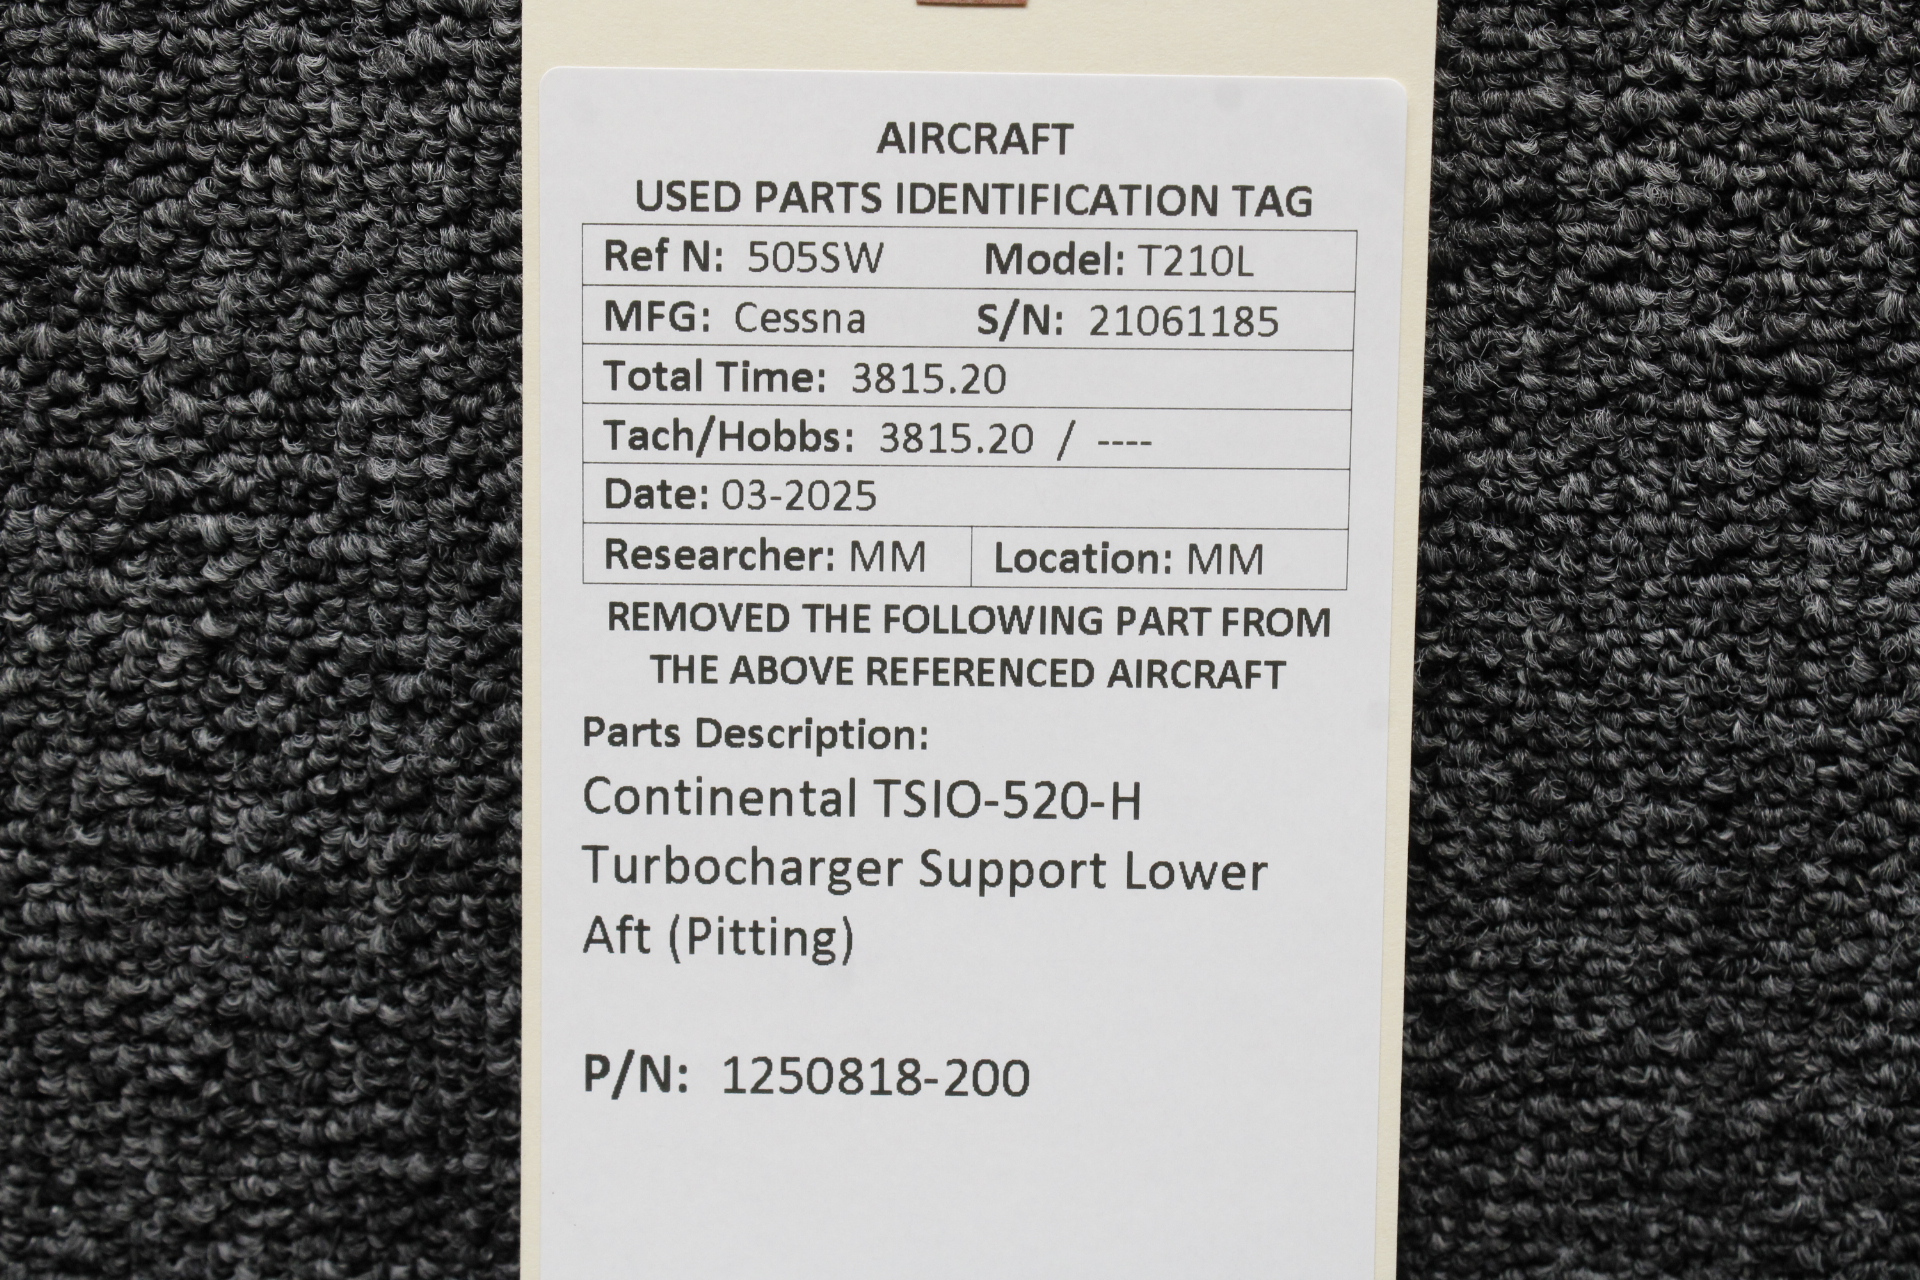 AIRCRAFT
USED PARTS IDENTIFICATION TAG
Ref N: 505SW Model: T210L
MFG: Cessna S/N: 21061185
Total Time: 3815.20
Tach/Hobbs: 3815.20 / ----
Date: 03-2025
Researcher: MM Location: MM
REMOVED THE FOLLOWING PART FROM
THE ABOVE REFERENCED AIRCRAFT
Parts Description:
Continental TSIO-520-H
Turbocharger Support Lower
Aft (Pitting)
P/N: 1250818-200